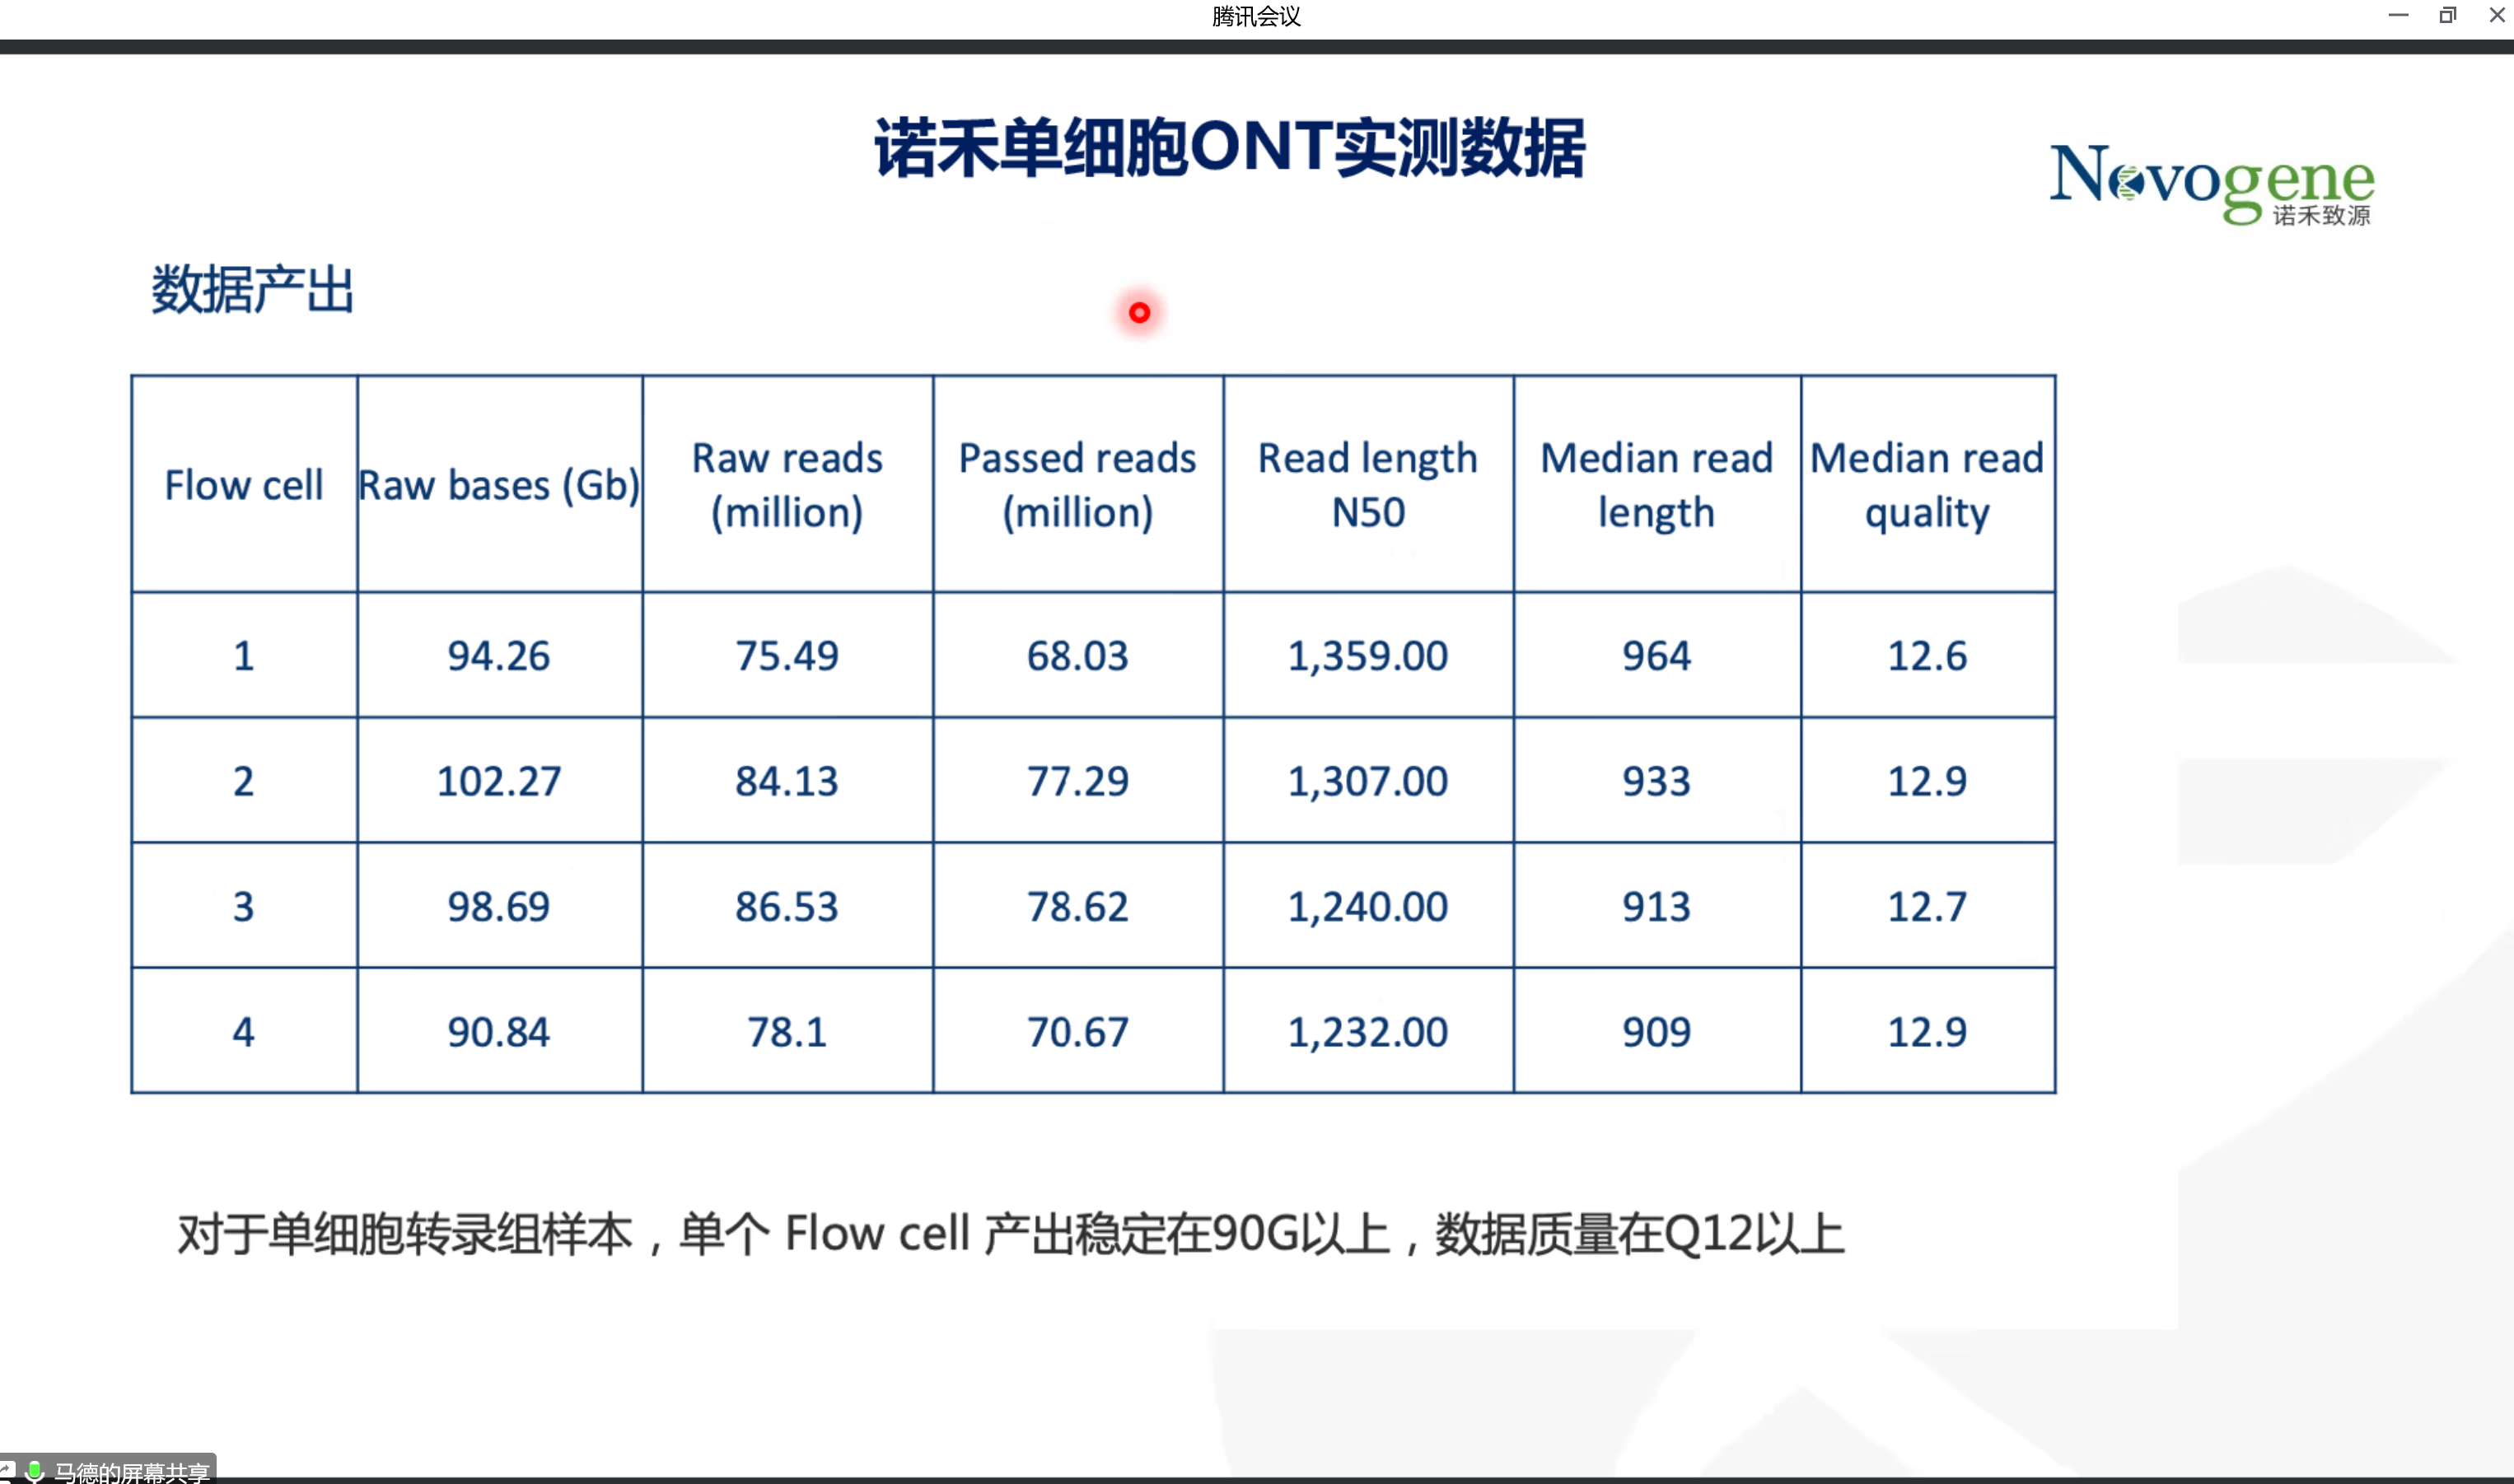 腾讯会议
诺禾单细胞ONT实测数据
Novogene
诺禾致源
数据产出
Flow cell Raw bases (Gb) Raw reads (million) Passed reads (million) Read length N50 Median read length Median read quality
1 94.26 75.49 68.03 1,359.00 964 12.6
2 102.27 84.13 77.29 1,307.00 933 12.9
3 98.69 86.53 78.62 1,240.00 913 12.7
4 90.84 78.1 70.67 1,232.00 909 12.9
对于单细胞转录组样本，单个 Flow cell 产出稳定在90G以上，数据质量在Q12以上
马德的屏幕共享